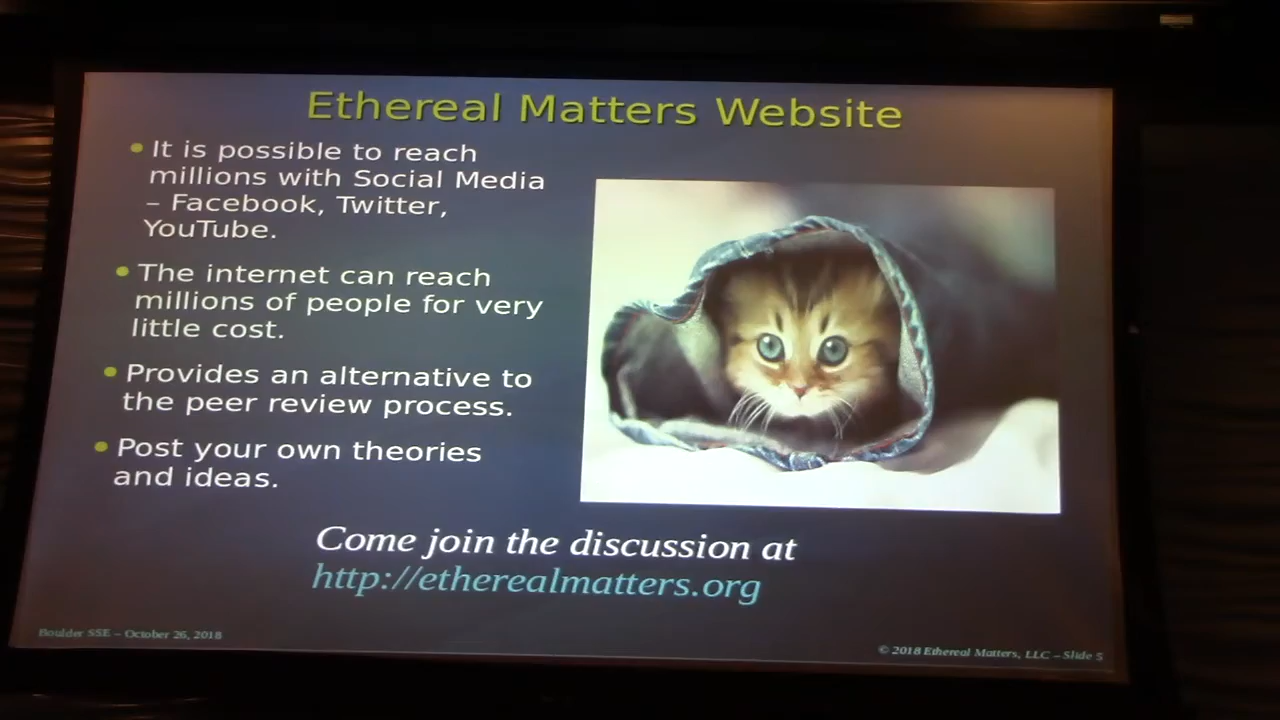 Ethereal Matters Website
It is possible to reach
millions with Social Media
– Facebook, Twitter,
YouTube.
The internet can reach
millions of people for very
little cost.
Provides an alternative to
the peer review process.
Post your own theories
and ideas.
Come join the discussion at
http://etherealmatters.org
Boulder SSE – October 26, 2018
© 2018 Ethereal Matters, LLC – Slide 5